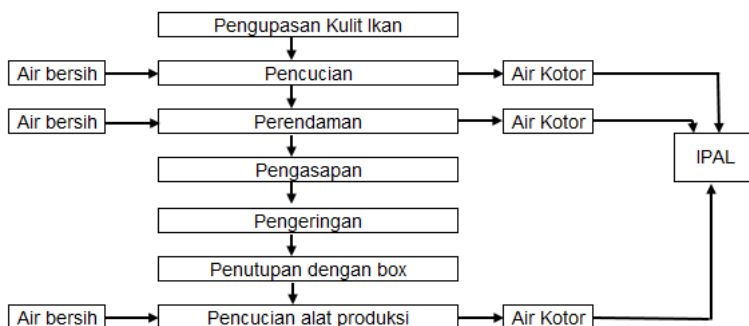 Pengupasan Kulit Ikan
Air bersih
Pencucian
Air Kotor
Air bersih
Perendaman
Air Kotor
IPAL
Pengasapan
Pengeringan
Penutupan dengan box
Air bersih
Pencucian alat produksi
Air Kotor